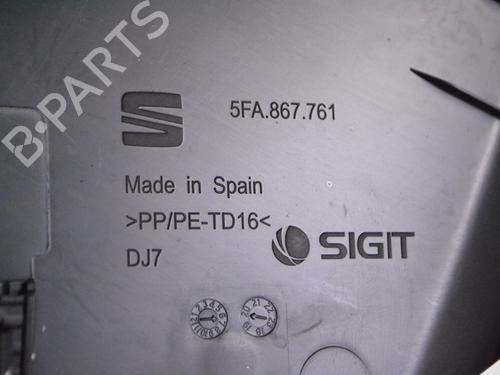 B-PARTS
5FA.867.761
Made in Spain
>PP/PE-TD16<
SIGIT
DJ7